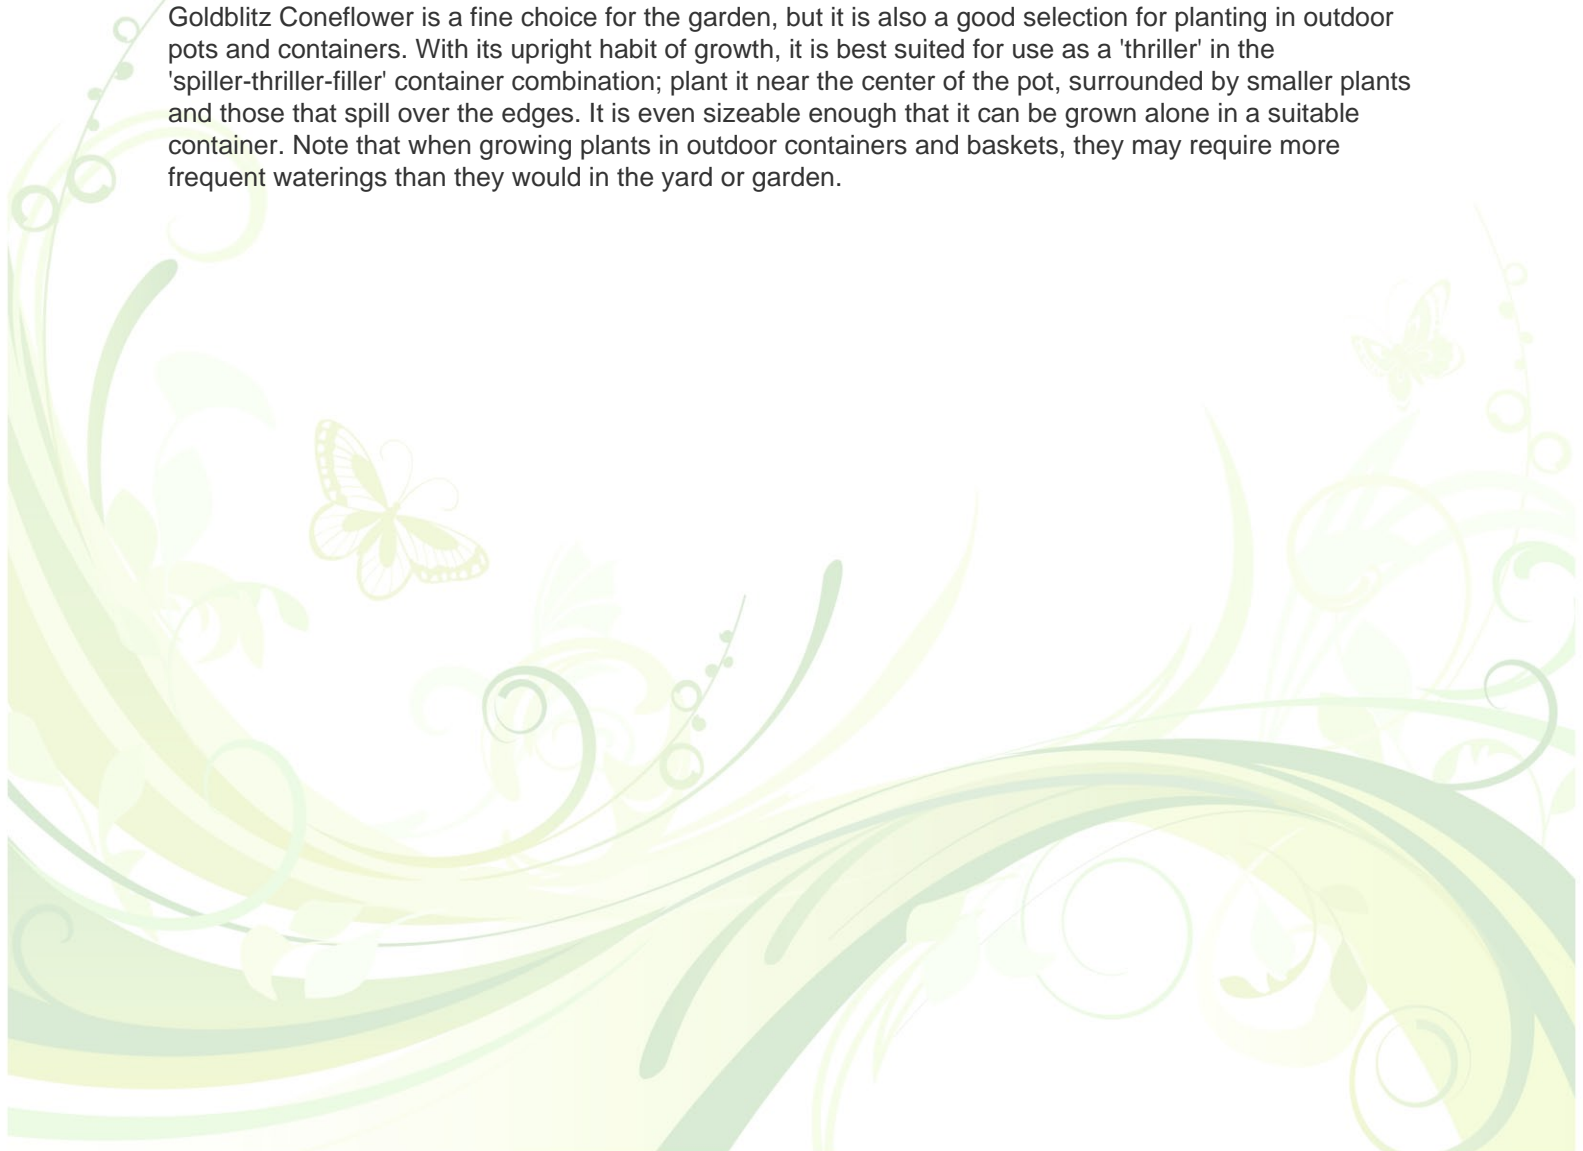 Goldblitz Coneflower is a fine choice for the garden, but it is also a good selection for planting in outdoor
pots and containers. With its upright habit of growth, it is best suited for use as a 'thriller' in the
'spiller-thriller-filler' container combination; plant it near the center of the pot, surrounded by smaller plants
and those that spill over the edges. It is even sizeable enough that it can be grown alone in a suitable
container. Note that when growing plants in outdoor containers and baskets, they may require more
frequent waterings than they would in the yard or garden.